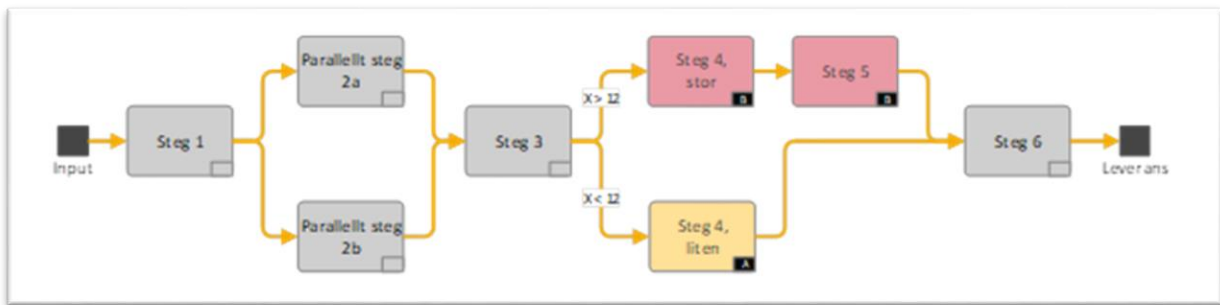 Input
Steg 1
Parallellt steg
2a
Parallellt steg
2b
Steg 3
X > 12
X < 12
Steg 4,
stor
B
Steg 5
B
Steg 4,
liten
A
Steg 6
Leverans